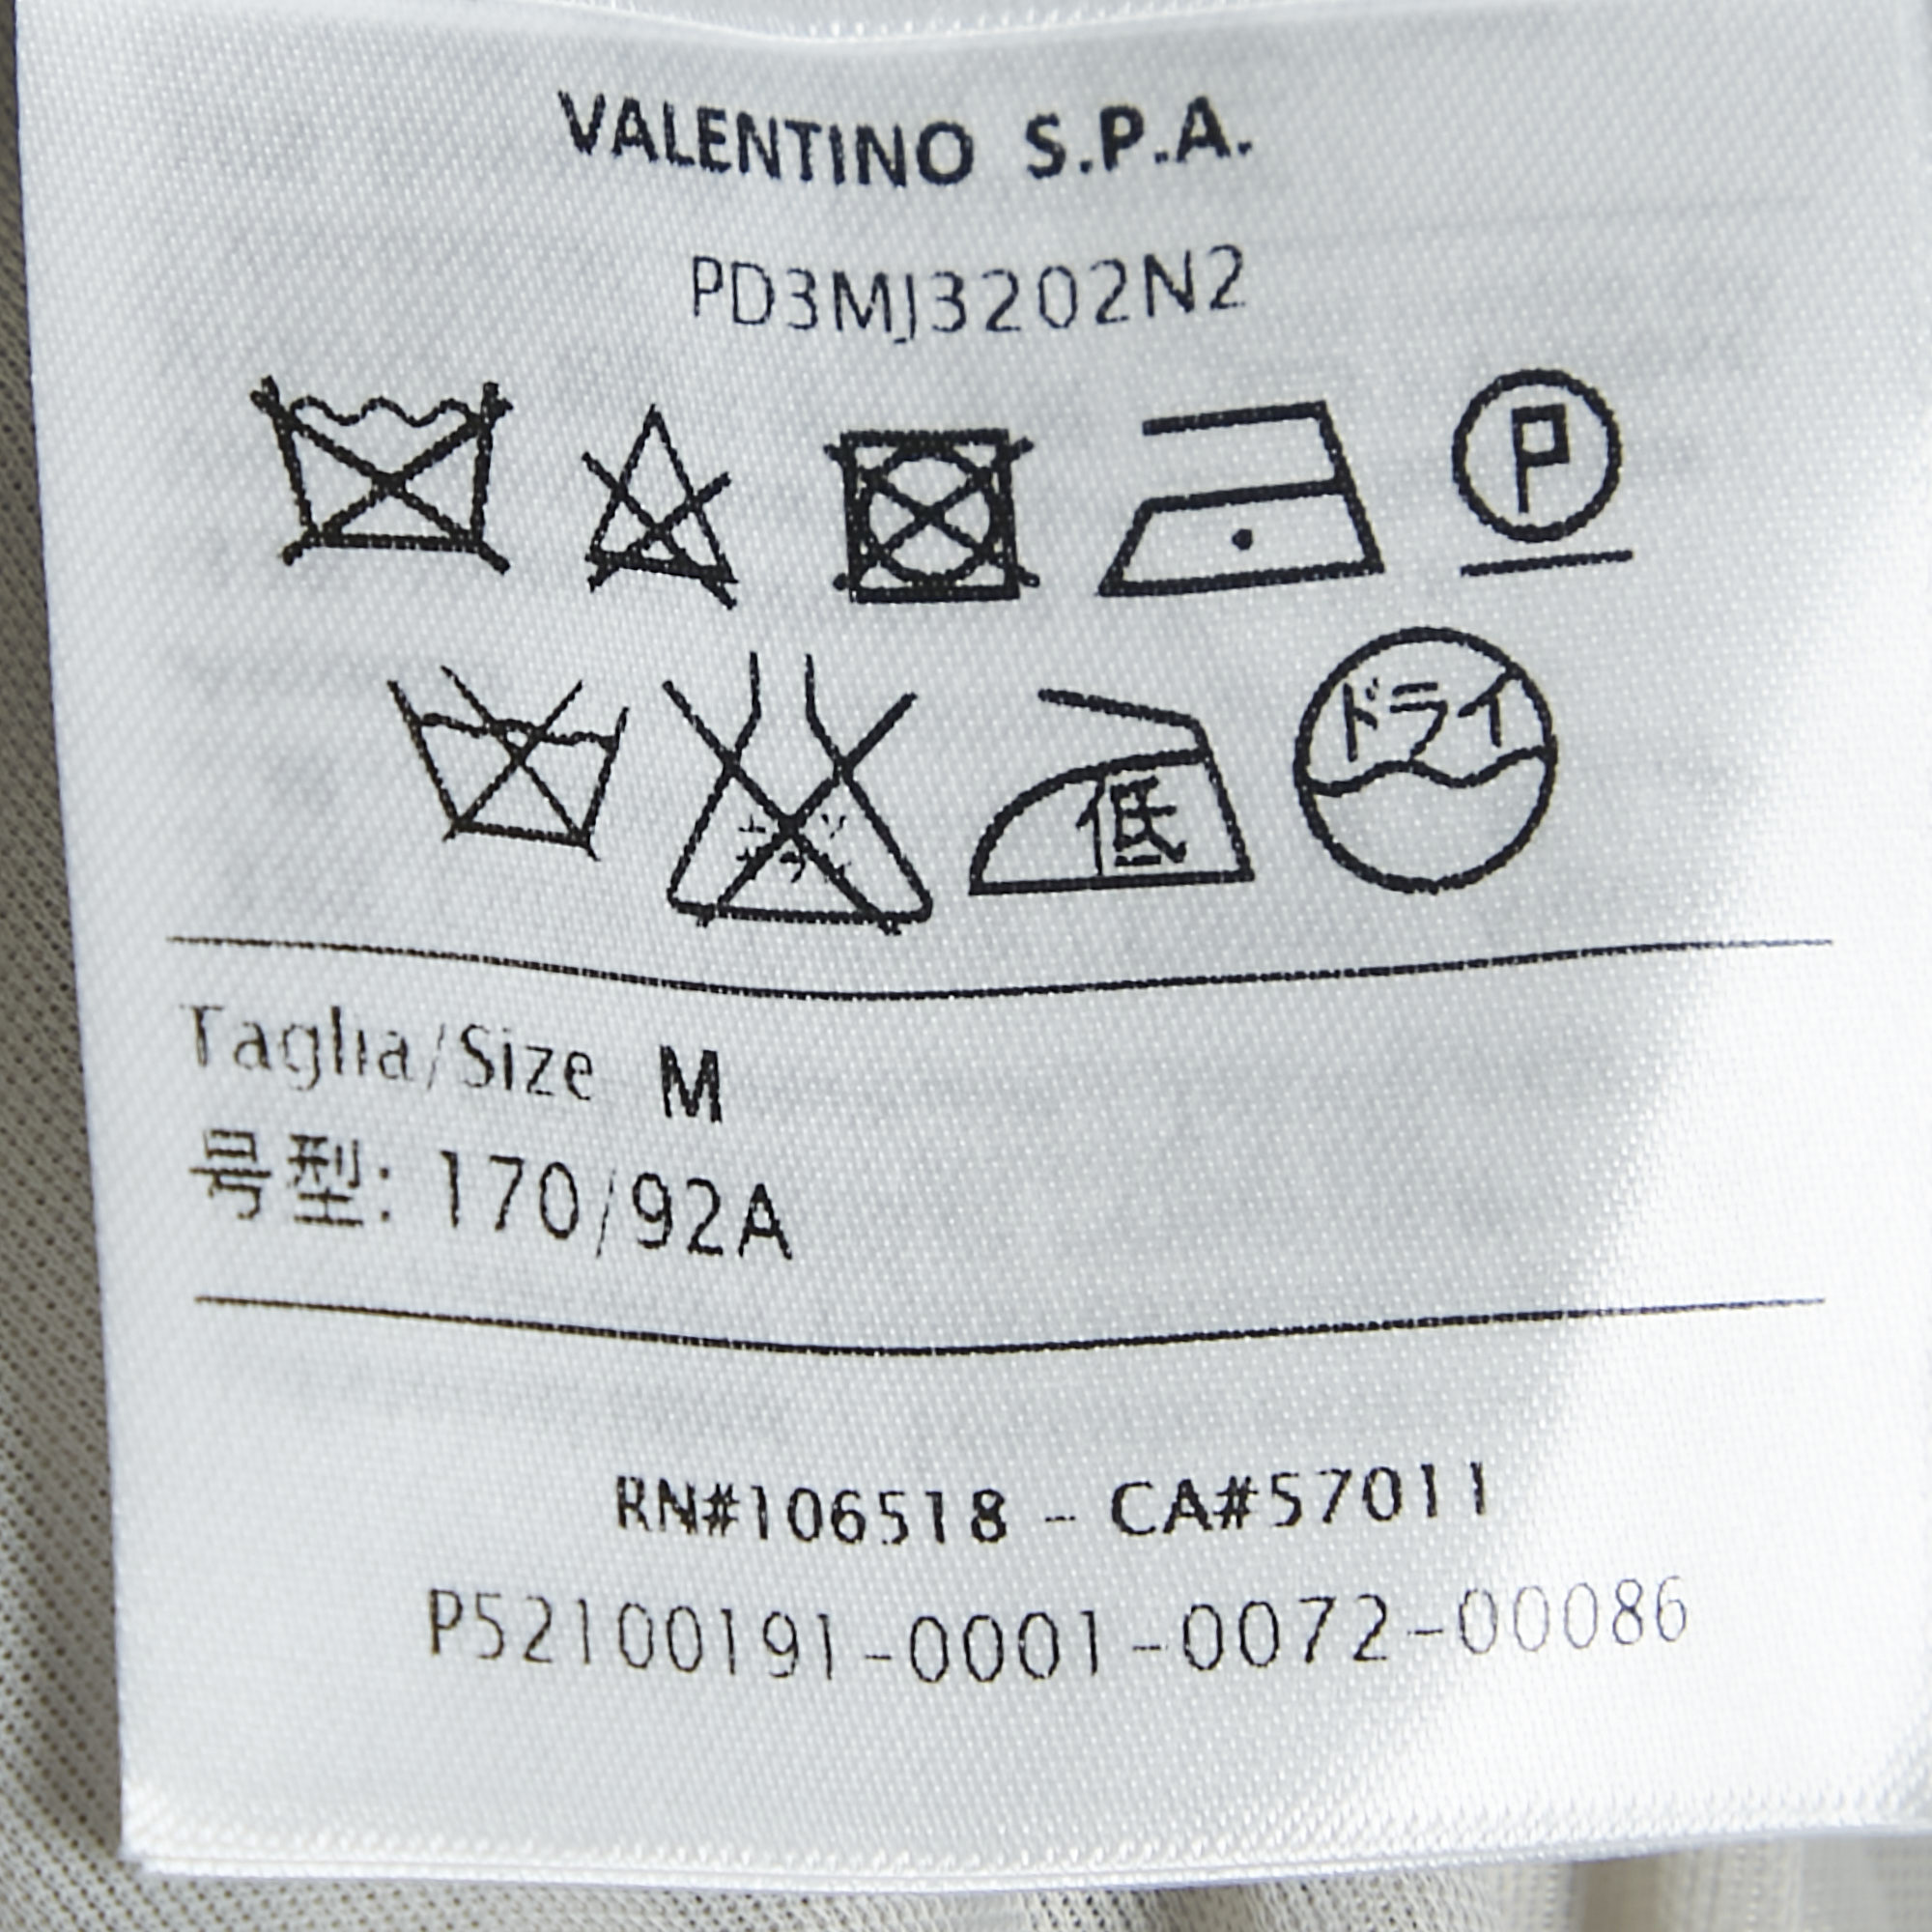 VALENTINO S.P.A.
PD3MJ3202N2
P
低 ドライ
Taglia/Size M
号型: 170/92A
RN#106518 - CA#57011
P52100191-0001-0072-00086